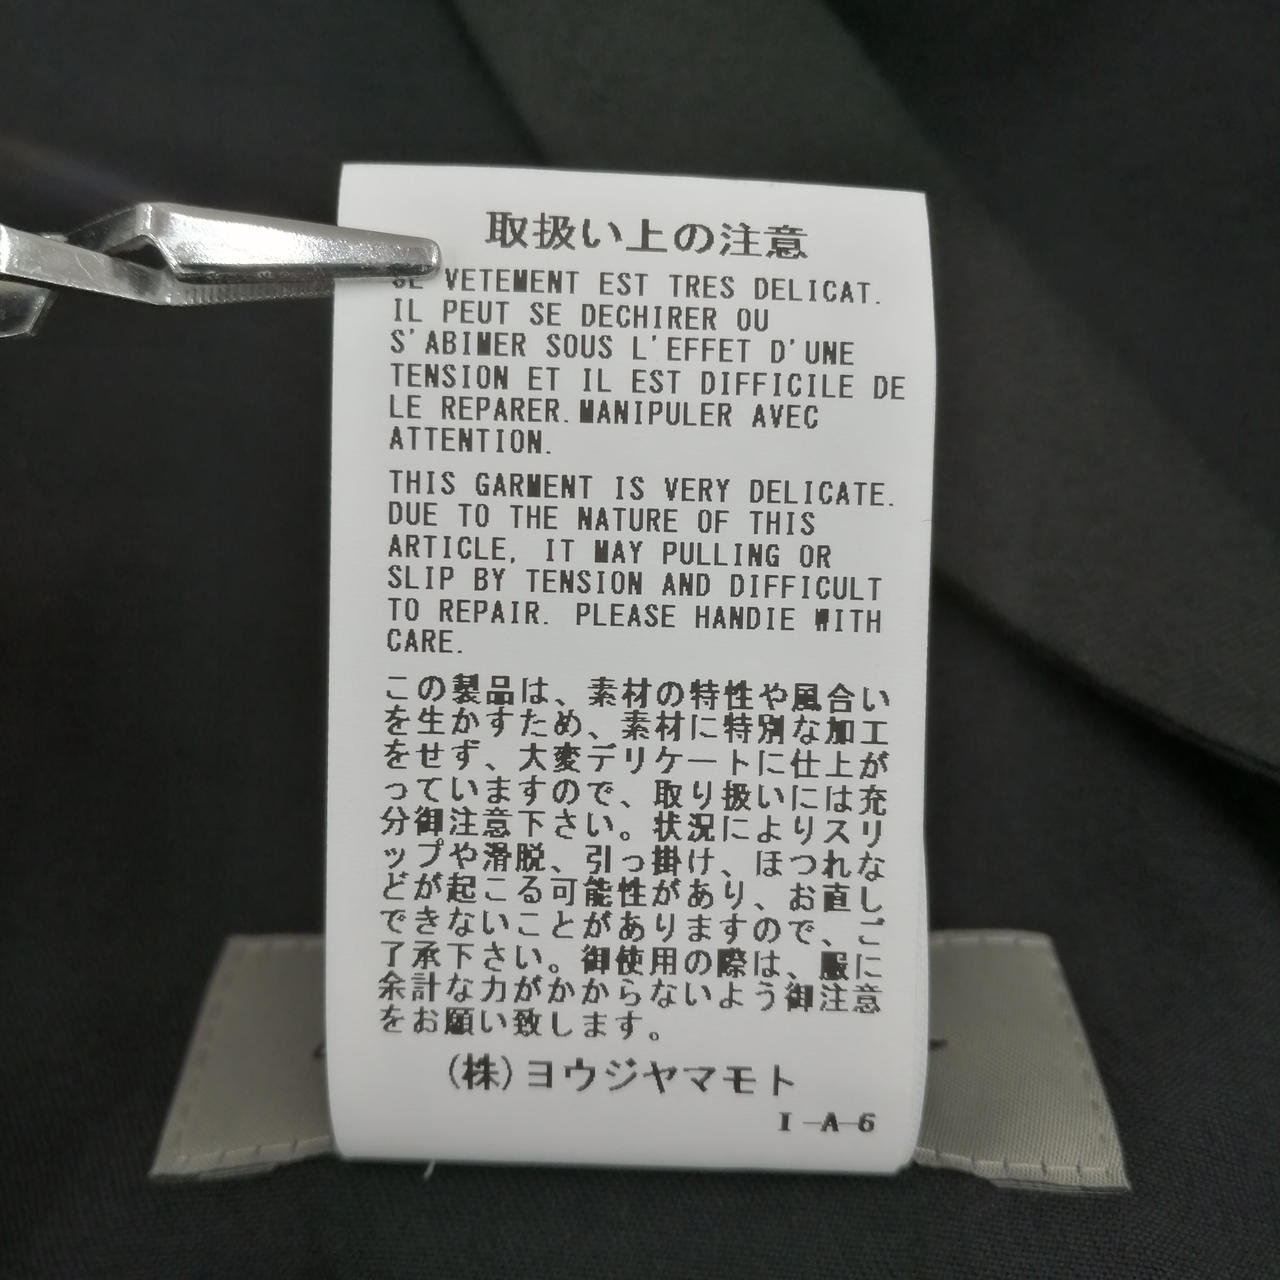 取扱い上の注意
SE VETEMENT EST TRES DELICAT.
IL PEUT SE DECHIRER OU
S'ABIMER SOUS L'EFFET D'UNE
TENSION ET IL EST DIFFICILE DE
LE REPARER.MANIPULER AVEC
ATTENTION.
THIS GARMENT IS VERY DELICATE.
DUE TO THE NATURE OF THIS
ARTICLE, IT MAY PULLING OR
SLIP BY TENSION AND DIFFICULT
TO REPAIR. PLEASE HANDIE WITH
CARE.
この製品は、素材の特性や風合い
を生かすため、素材に特別な加工
をせず、大変デリケートに仕上が
っていますので、取り扱いには充
分御注意下さい。状況によりスリ
ップや滑脱、引っ掛け、ほつれな
どが起こる可能性があり、お直し
できないことがありますので、ご
了承下さい。御使用の際は、服に
余計な力がかからないよう御注意
をお願い致します。
(株)ヨウジヤマモト
I-A-6